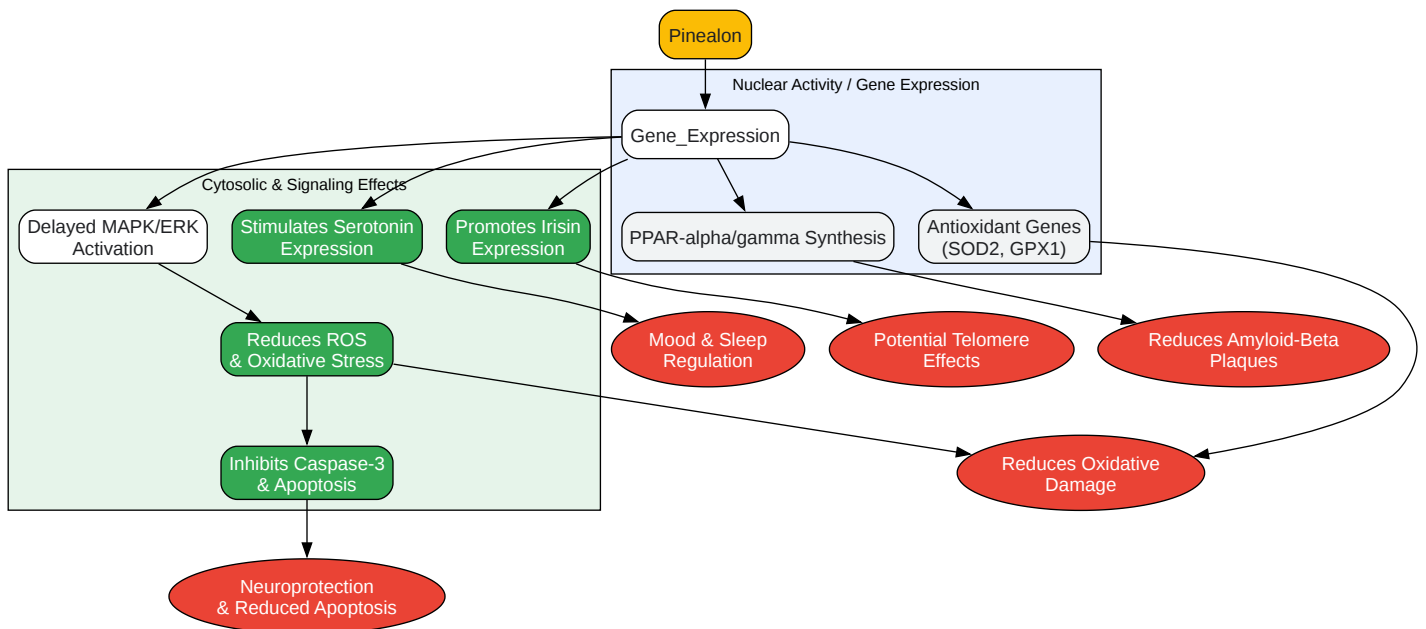 Pinealon
Nuclear Activity / Gene Expression
Gene_Expression
Cytosolic & Signaling Effects
Delayed MAPK/ERK
Activation
Stimulates Serotonin
Expression
Promotes Irisin
Expression
PPAR-alpha/gamma Synthesis
Antioxidant Genes
(SOD2, GPX1)
Reduces ROS
& Oxidative Stress
Mood & Sleep
Regulation
Potential Telomere
Effects
Reduces Amyloid-Beta
Plaques
Inhibits Caspase-3
& Apoptosis
Reduces Oxidative
Damage
Neuroprotection
& Reduced Apoptosis